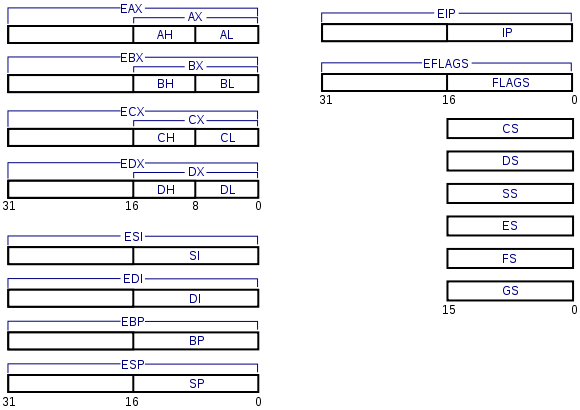 EAX
AX
AH AL
EBX
BX
BH BL
ECX
CX
CH CL
EDX
DX
DH DL
31 16 8 0
ESI
SI
EDI
DI
EBP
BP
ESP
SP
31 16 0
EIP
IP
EFLAGS
FLAGS
31 16 0
CS
DS
SS
ES
FS
GS
15 0